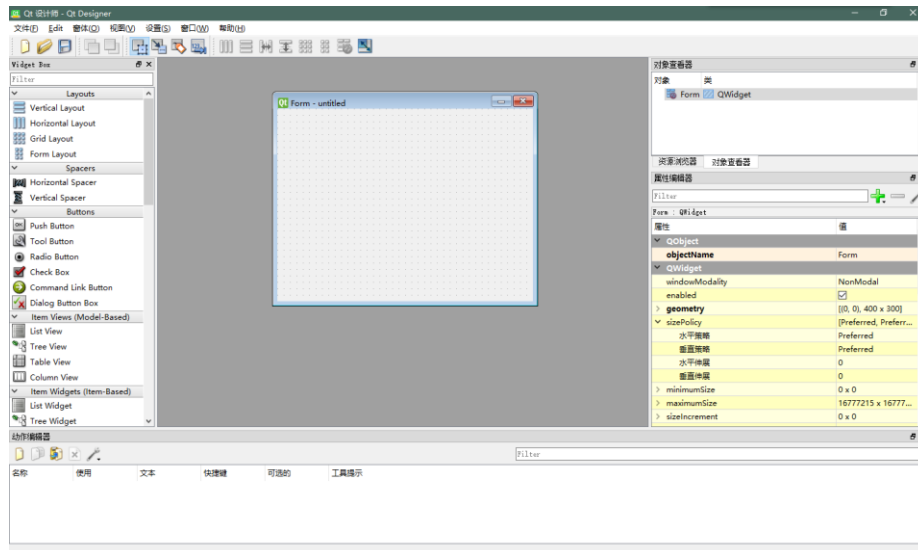 Qt 设计师 - Qt Designer
文件(F) Edit 窗体(O) 视图(V) 设置(S) 窗口(W) 帮助(H)
Widget Box
Filter
Layouts
Vertical Layout
Horizontal Layout
Grid Layout
Form Layout
Spacers
Horizontal Spacer
Vertical Spacer
Buttons
Push Button
Tool Button
Radio Button
Check Box
Command Link Button
Dialog Button Box
Item Views (Model-Based)
List View
Tree View
Table View
Column View
Item Widgets (Item-Based)
List Widget
Tree Widget
Form - untitled
对象查看器
对象 类
Form QWidget
资源浏览器 对象查看器
属性编辑器
Filter
Form : QWidget
属性 值
QObject
objectName Form
QWidget
windowModality NonModal
enabled
geometry [(0, 0), 400 x 300]
sizePolicy [Preferred, Preferr...
水平策略 Preferred
垂直策略 Preferred
水平伸展 0
垂直伸展 0
minimumSize 0 x 0
maximumSize 16777215 x 16777...
sizeIncrement 0 x 0
动作编辑器
Filter
名称 使用 文本 快捷键 可选的 工具提示